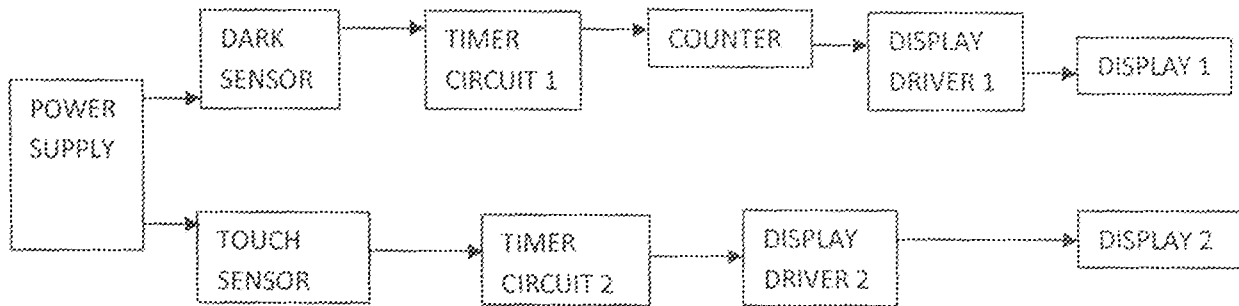 POWER
SUPPLY
DARK
SENSOR
TIMER
CIRCUIT 1
COUNTER
DISPLAY
DRIVER 1
DISPLAY 1
TOUCH
SENSOR
TIMER
CIRCUIT 2
DISPLAY
DRIVER 2
DISPLAY 2